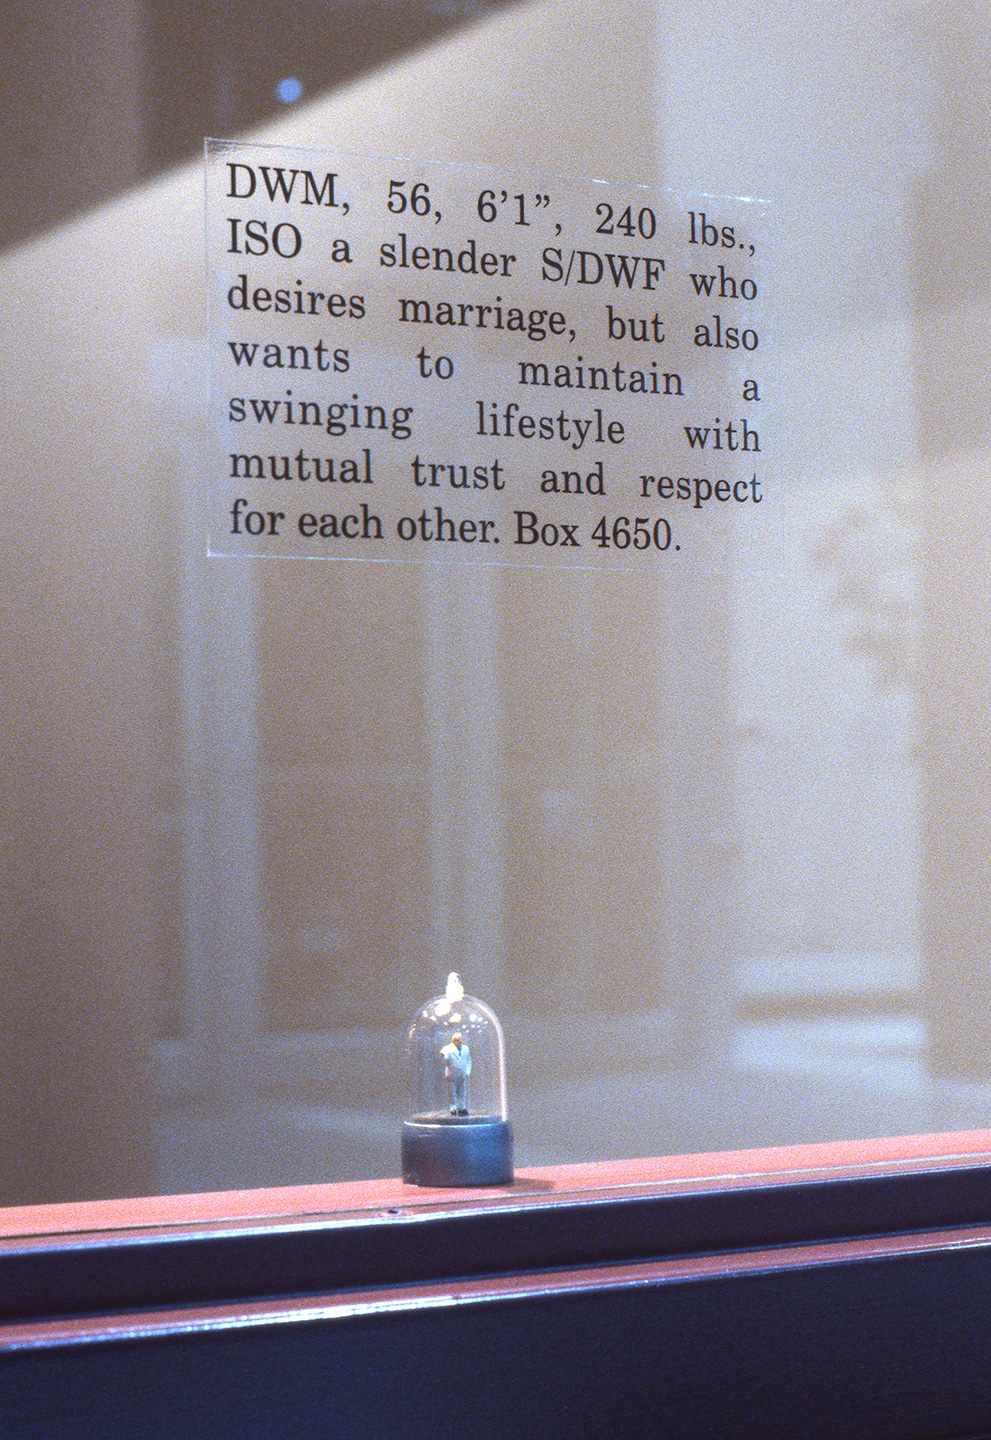 DWM, 56, 6’1”, 240 lbs.,
ISO a slender S/DWF who
desires marriage, but also
wants to maintain a
swinging lifestyle with
mutual trust and respect
for each other. Box 4650.